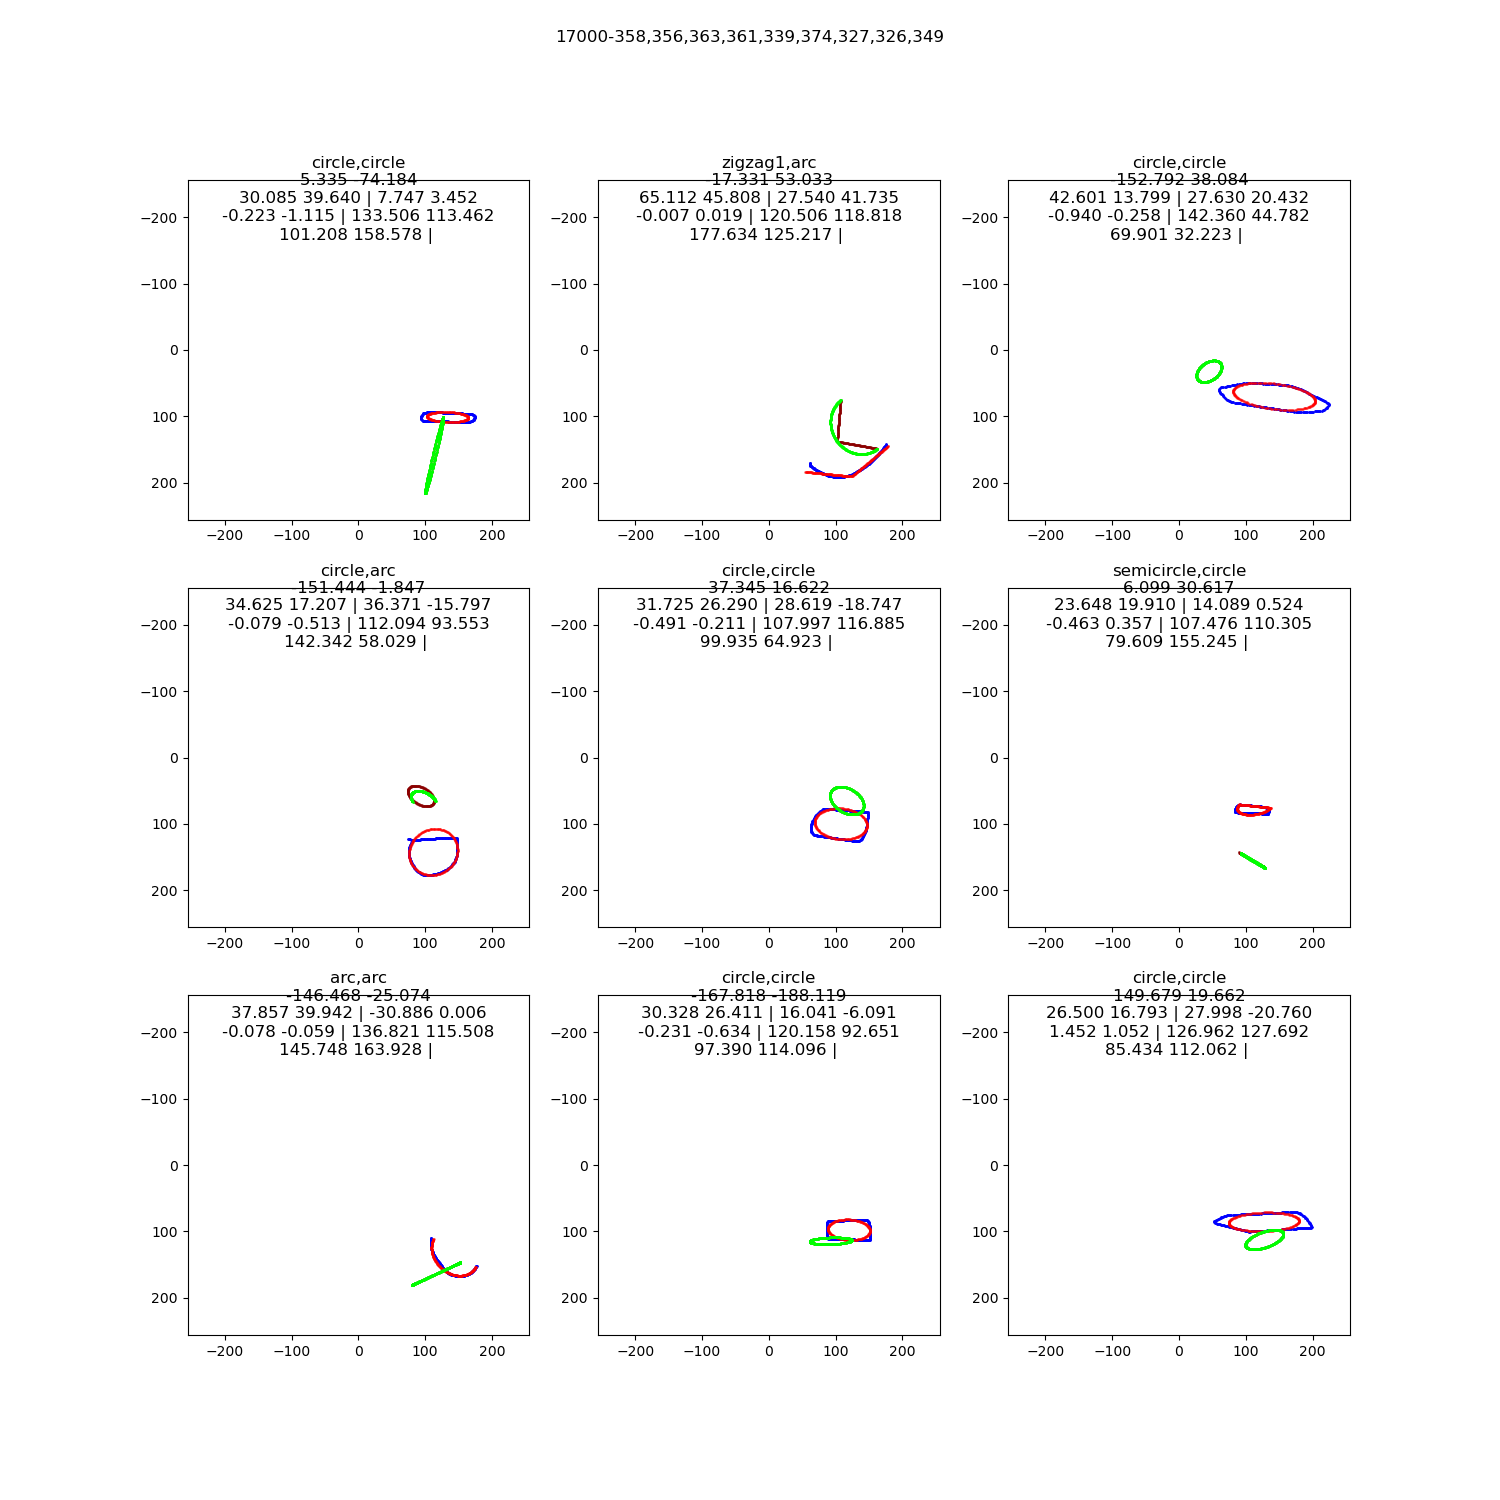 17000-358,356,363,361,339,374,327,326,349
circle,circle
5.335 -74.184
30.085 39.640 | 7.747 3.452
-0.223 -1.115 | 133.506 113.462
101.208 158.578 |
−200
−100
0
100
200
−200 −100 0 100 200
zigzag1,arc
-17.331 53.033
65.112 45.808 | 27.540 41.735
-0.007 0.019 | 120.506 118.818
177.634 125.217 |
−200
−100
0
100
200
−200 −100 0 100 200
circle,circle
-152.792 38.084
42.601 13.799 | 27.630 20.432
-0.940 -0.258 | 142.360 44.782
69.901 32.223 |
−200
−100
0
100
200
−200 −100 0 100 200
circle,arc
-151.444 -1.847
34.625 17.207 | 36.371 -15.797
-0.079 -0.513 | 112.094 93.553
142.342 58.029 |
−200
−100
0
100
200
−200 −100 0 100 200
circle,circle
37.345 16.622
31.725 26.290 | 28.619 -18.747
-0.491 -0.211 | 107.997 116.885
99.935 64.923 |
−200
−100
0
100
200
−200 −100 0 100 200
semicircle,circle
6.099 30.617
23.648 19.910 | 14.089 0.524
-0.463 0.357 | 107.476 110.305
79.609 155.245 |
−200
−100
0
100
200
−200 −100 0 100 200
arc,arc
-146.468 -25.074
37.857 39.942 | -30.886 0.006
-0.078 -0.059 | 136.821 115.508
145.748 163.928 |
−200
−100
0
100
200
−200 −100 0 100 200
circle,circle
-167.818 -188.119
30.328 26.411 | 16.041 -6.091
-0.231 -0.634 | 120.158 92.651
97.390 114.096 |
−200
−100
0
100
200
−200 −100 0 100 200
circle,circle
149.679 19.662
26.500 16.793 | 27.998 -20.760
1.452 1.052 | 126.962 127.692
85.434 112.062 |
−200
−100
0
100
200
−200 −100 0 100 200